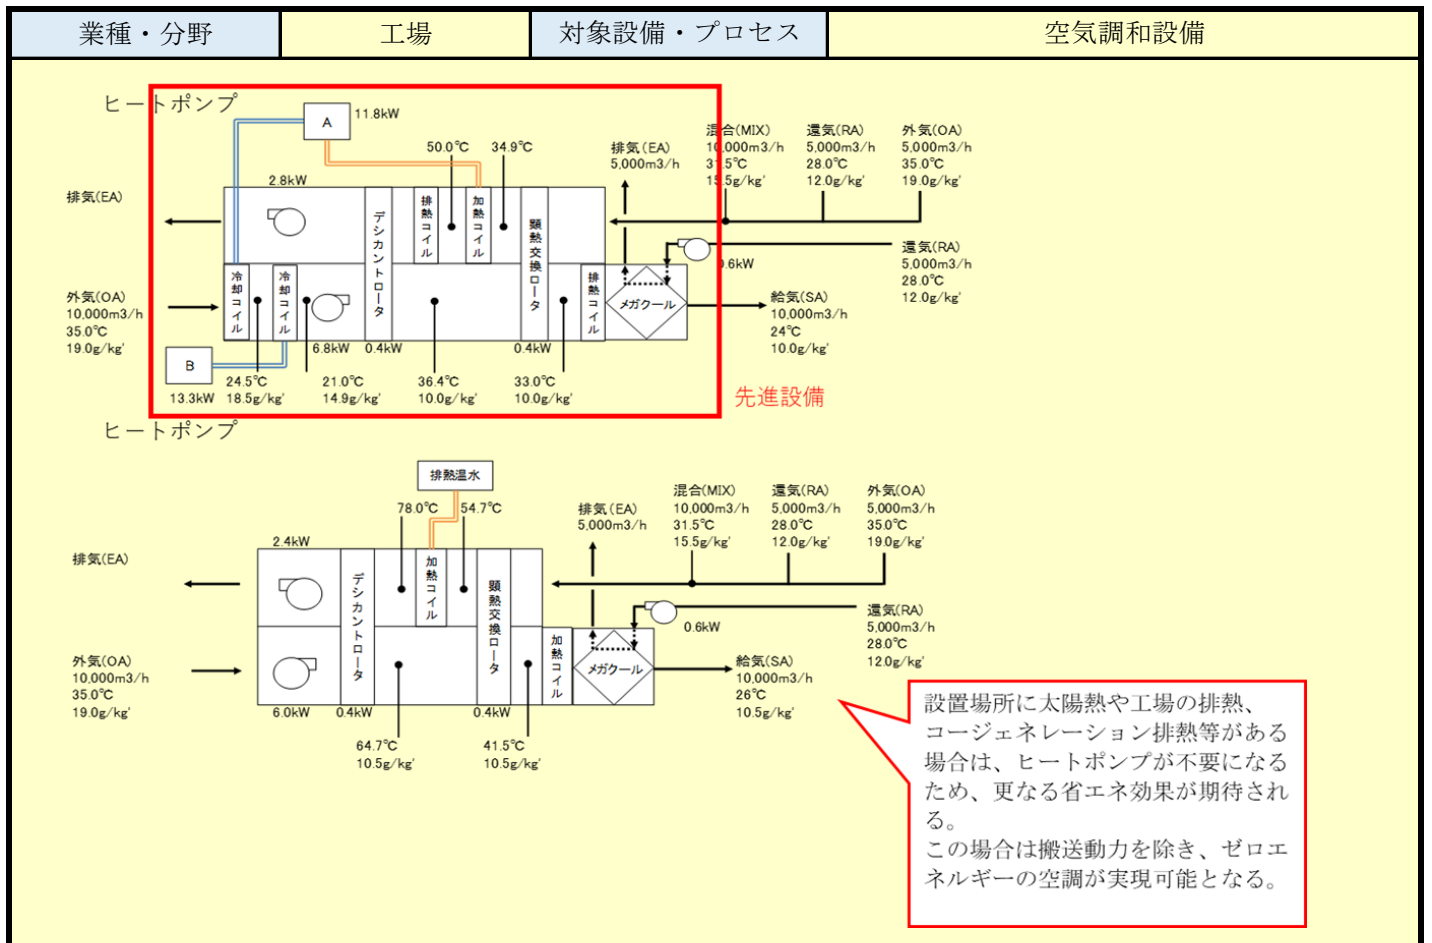 業種・分野
工場
対象設備・プロセス
空気調和設備
ヒートポンプ
A
11.8kW
50.0℃
34.9℃
排気(EA)
5,000m3/h
混合(MIX)
10,000m3/h
31.5℃
15.5g/kg'
還気(RA)
5,000m3/h
28.0℃
12.0g/kg'
外気(OA)
5,000m3/h
35.0℃
19.0g/kg'
2.8kW
排気(EA)
デシカントロータ
排熱コイル
加熱コイル
顕熱交換ロータ
還気(RA)
5,000m3/h
28.0℃
12.0g/kg'
0.6kW
外気(OA)
10,000m3/h
35.0℃
19.0g/kg'
冷却コイル
冷却コイル
排熱コイル
メガクール
給気(SA)
10,000m3/h
24℃
10.0g/kg'
6.8kW
0.4kW
0.4kW
B
13.3kW
24.5℃
18.5g/kg'
21.0℃
14.9g/kg'
36.4℃
10.0g/kg'
33.0℃
10.0g/kg'
先進設備
ヒートポンプ
排熱温水
78.0℃
54.7℃
排気(EA)
5,000m3/h
混合(MIX)
10,000m3/h
31.5℃
15.5g/kg'
還気(RA)
5,000m3/h
28.0℃
12.0g/kg'
外気(OA)
5,000m3/h
35.0℃
19.0g/kg'
2.4kW
排気(EA)
デシカントロータ
加熱コイル
顕熱交換ロータ
還気(RA)
5,000m3/h
28.0℃
12.0g/kg'
0.6kW
外気(OA)
10,000m3/h
35.0℃
19.0g/kg'
加熱コイル
メガクール
給気(SA)
10,000m3/h
26℃
10.5g/kg'
6.0kW
0.4kW
0.4kW
64.7℃
10.5g/kg'
41.5℃
10.5g/kg'
設置場所に太陽熱や工場の排熱、
コージェネレーション排熱等がある
場合は、ヒートポンプが不要になる
ため、更なる省エネ効果が期待され
る。
この場合は搬送動力を除き、ゼロエ
ネルギーの空調が実現可能となる。